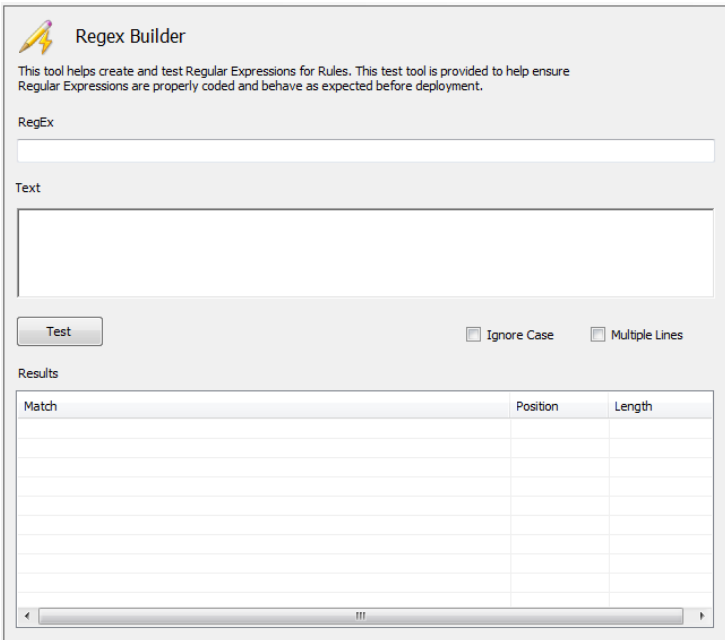 Regex Builder
This tool helps create and test Regular Expressions for Rules. This test tool is provided to help ensure
Regular Expressions are properly coded and behave as expected before deployment.
RegEx
Text
Test
Ignore Case
Multiple Lines
Results
Match Position Length